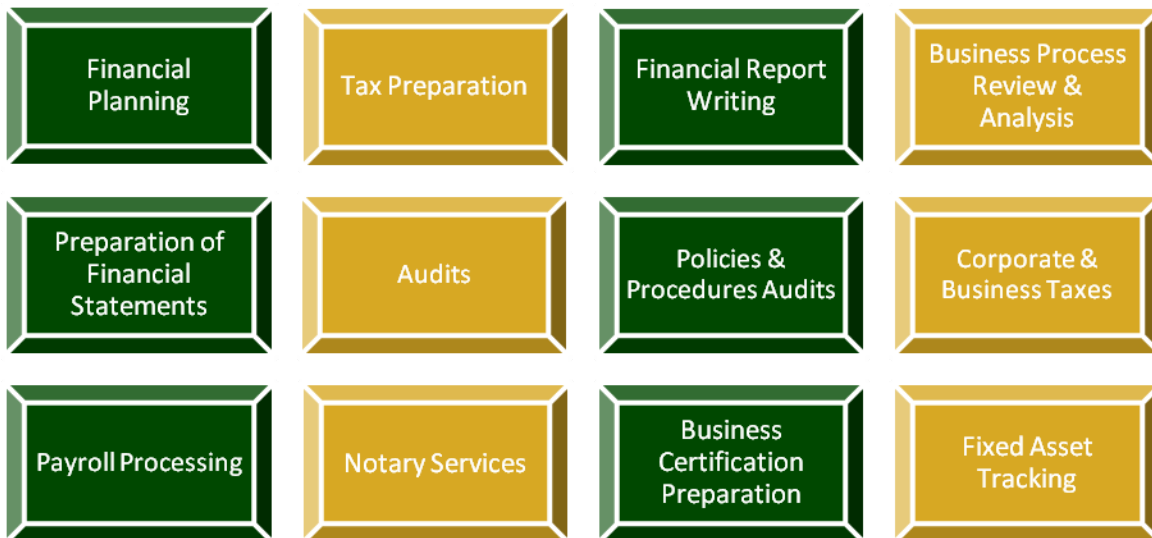 Financial
Planning
Tax Preparation
Financial Report
Writing
Business Process
Review &
Analysis
Preparation of
Financial
Statements
Audits
Policies &
Procedures Audits
Corporate &
Business Taxes
Payroll Processing
Notary Services
Business
Certification
Preparation
Fixed Asset
Tracking